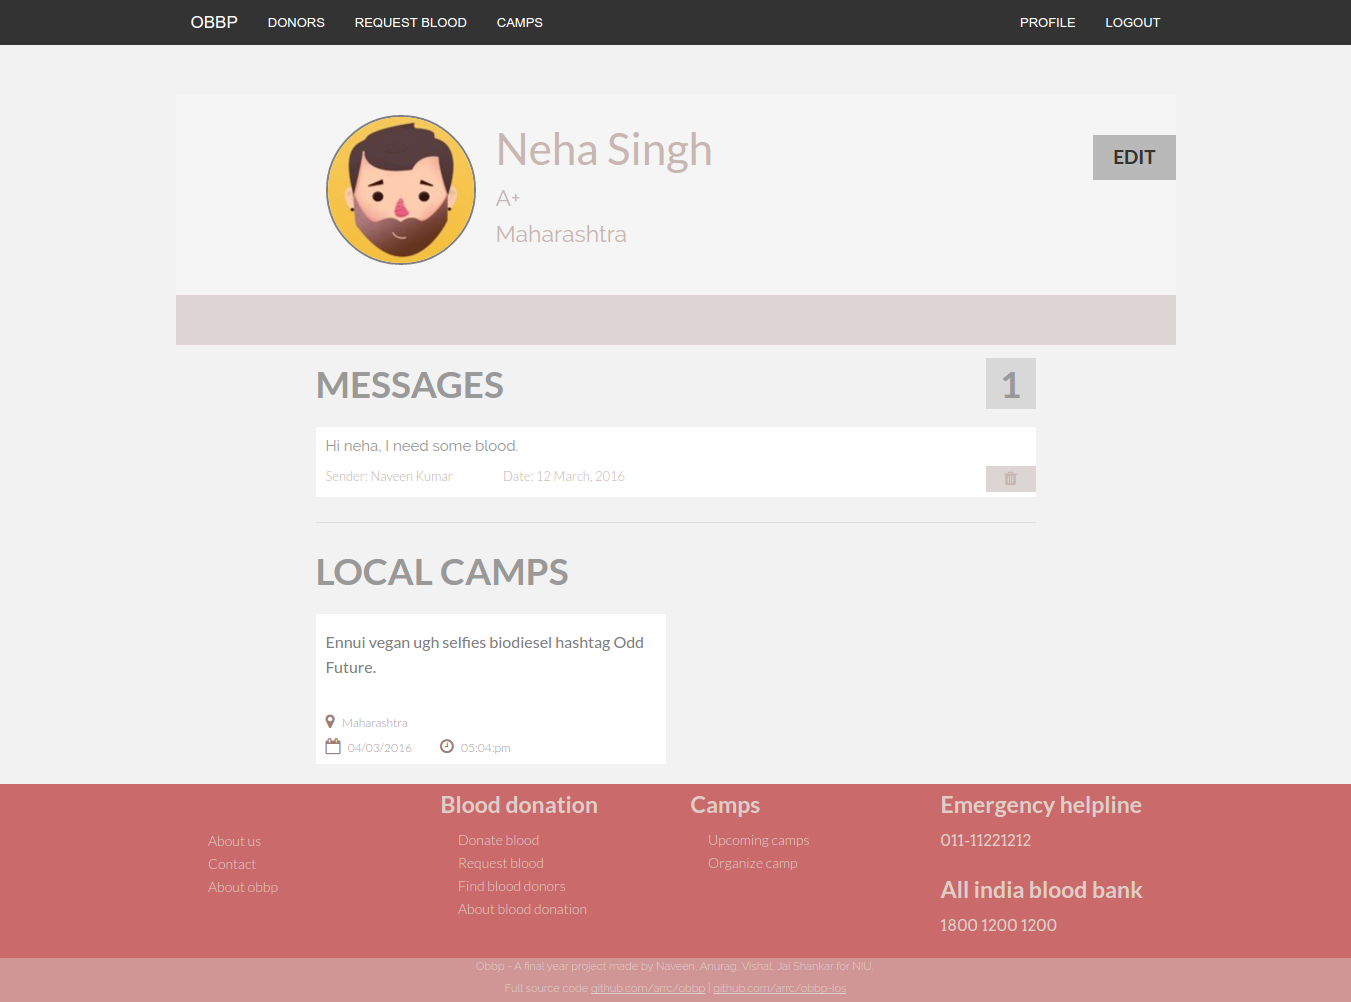 OBBP DONORS REQUEST BLOOD CAMPS PROFILE LOGOUT
Neha Singh
EDIT
A+
Maharashtra
MESSAGES 1
Hi neha, I need some blood.
Sender: Naveen Kumar Date: 12 March, 2016
LOCAL CAMPS
Ennui vegan ugh selfies biodiesel hashtag Odd
Future.
Maharashtra
04/03/2016 05:04:pm
About us
Contact
About obbp
Blood donation
Donate blood
Request blood
Find blood donors
About blood donation
Camps
Upcoming camps
Organize camp
Emergency helpline
011-11221212
All india blood bank
1800 1200 1200
Obbp - A final year project made by Naveen, Anurag, Vishal, Jai Shankar for NIU.
Full source code github.com/arrc/obbp | github.com/arrc/obbp-ios